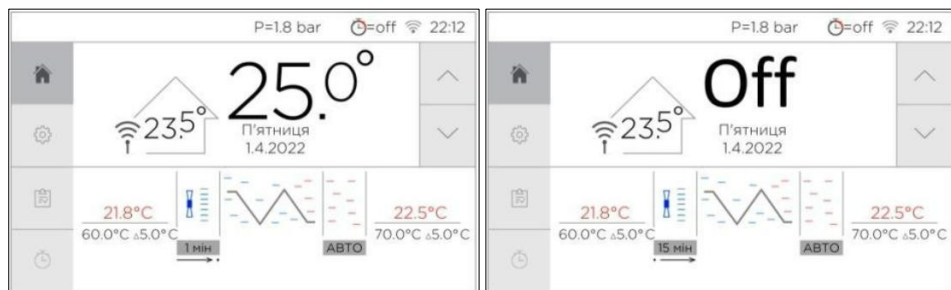 P=1.8 bar =off 22:12
25.0°
23.5°
П'ятниця
1.4.2022
21.8°C 22.5°C
60.0°C ▵5.0°C 70.0°C ▵5.0°C
1 мін АВТО
P=1.8 bar =off 22:12
Off
23.5°
П'ятниця
1.4.2022
21.8°C 22.5°C
60.0°C ▵5.0°C 70.0°C ▵5.0°C
15 мін АВТО